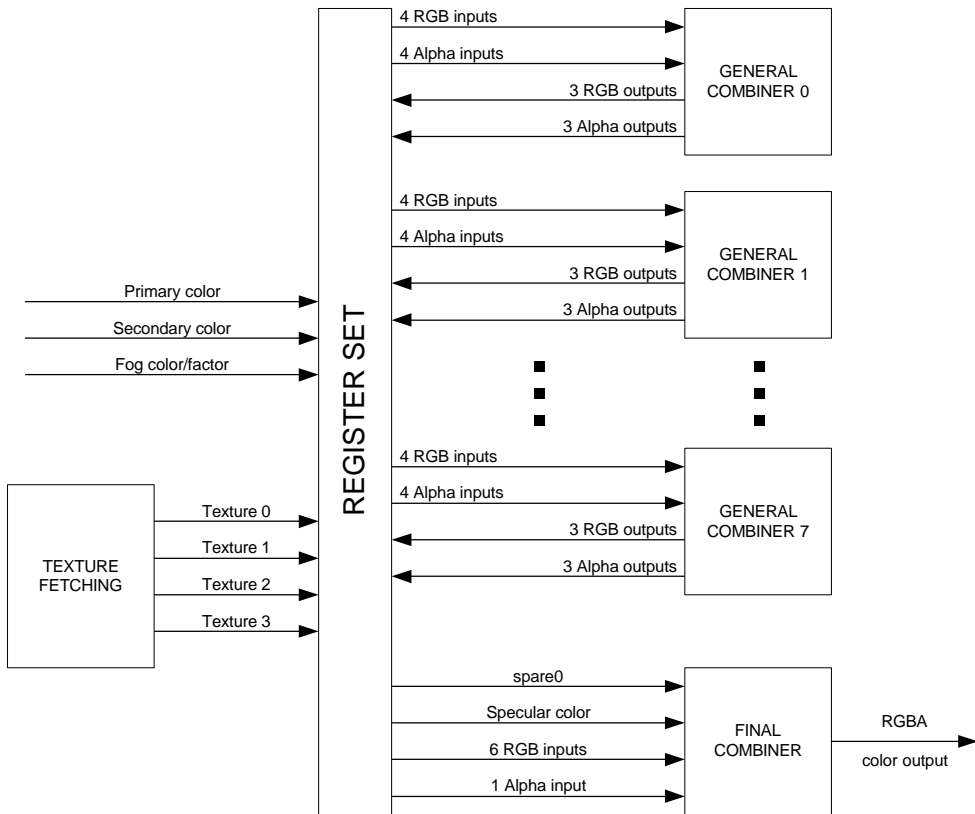 4 RGB inputs
4 Alpha inputs
3 RGB outputs
3 Alpha outputs
GENERAL
COMBINER 0
4 RGB inputs
4 Alpha inputs
3 RGB outputs
3 Alpha outputs
GENERAL
COMBINER 1
Primary color
Secondary color
Fog color/factor
REGISTER SET
4 RGB inputs
4 Alpha inputs
3 RGB outputs
3 Alpha outputs
GENERAL
COMBINER 7
TEXTURE
FETCHING
Texture 0
Texture 1
Texture 2
Texture 3
spare0
Specular color
6 RGB inputs
1 Alpha input
FINAL
COMBINER
RGBA
color output